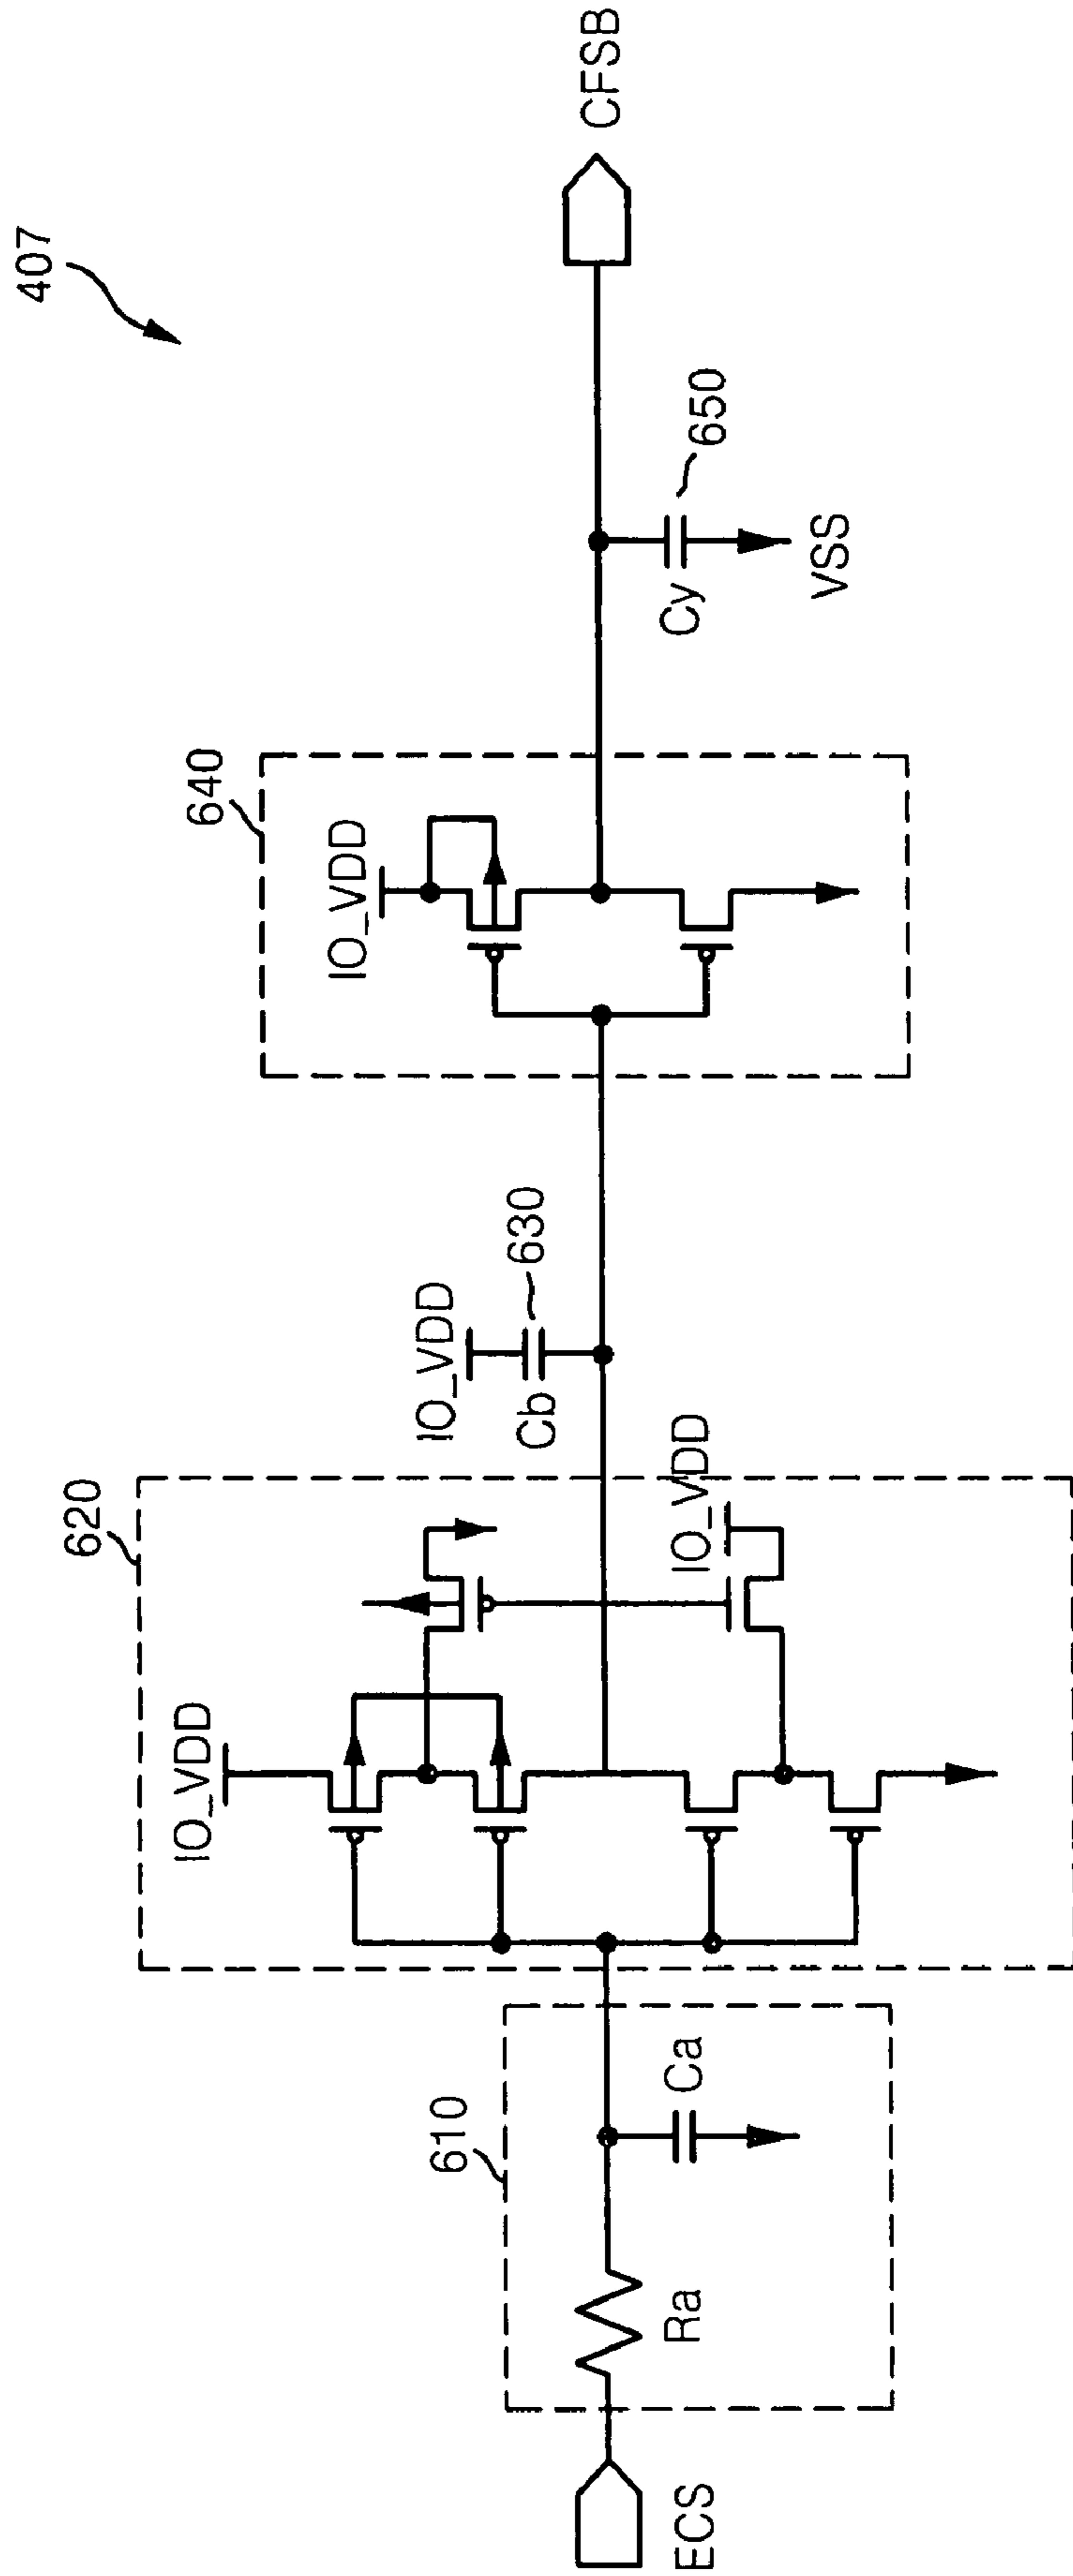 407
ECS
610
Ra
Ca
620
IO_VDD
IO_VDD
IO_VDD
Cb
630
640
IO_VDD
Cy
650
VSS
CFSB